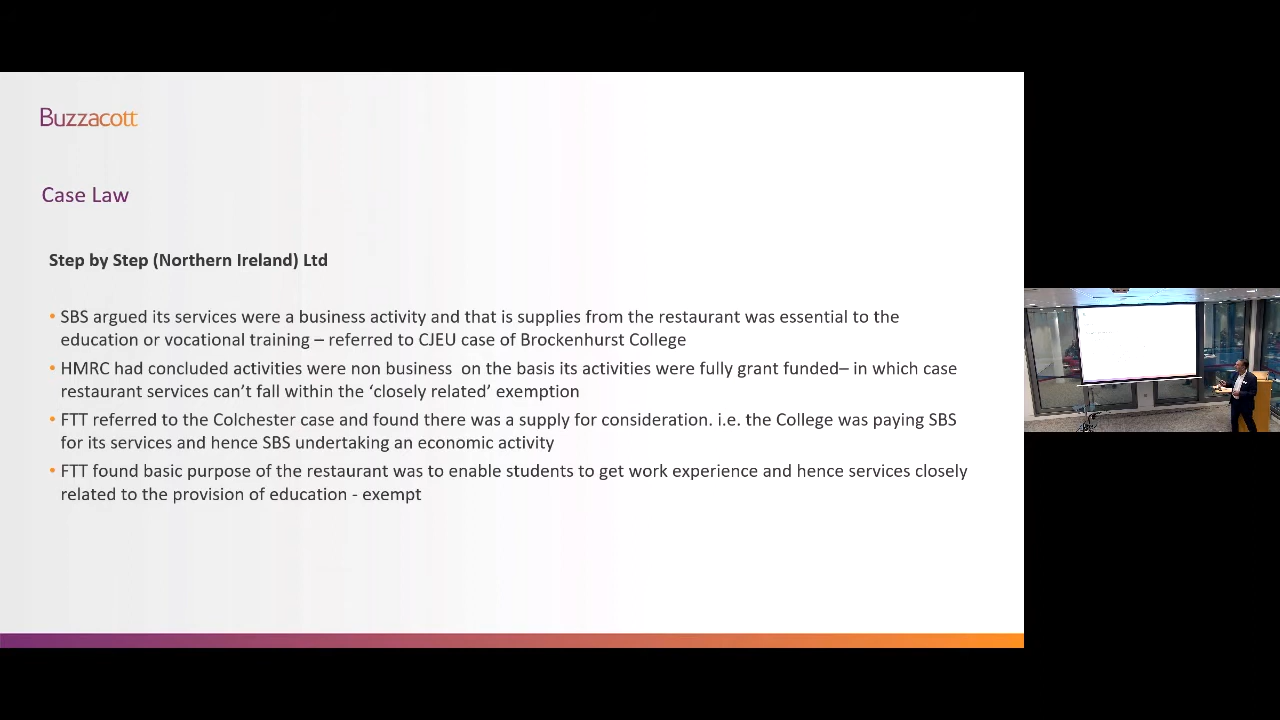 Buzzacott
Case Law
Step by Step (Northern Ireland) Ltd
• SBS argued its services were a business activity and that is supplies from the restaurant was essential to the
education or vocational training – referred to CJEU case of Brockenhurst College
• HMRC had concluded activities were non business  on the basis its activities were fully grant funded– in which case
restaurant services can’t fall within the ‘closely related’ exemption
• FTT referred to the Colchester case and found there was a supply for consideration. i.e. the College was paying SBS
for its services and hence SBS undertaking an economic activity
• FTT found basic purpose of the restaurant was to enable students to get work experience and hence services closely
related to the provision of education - exempt